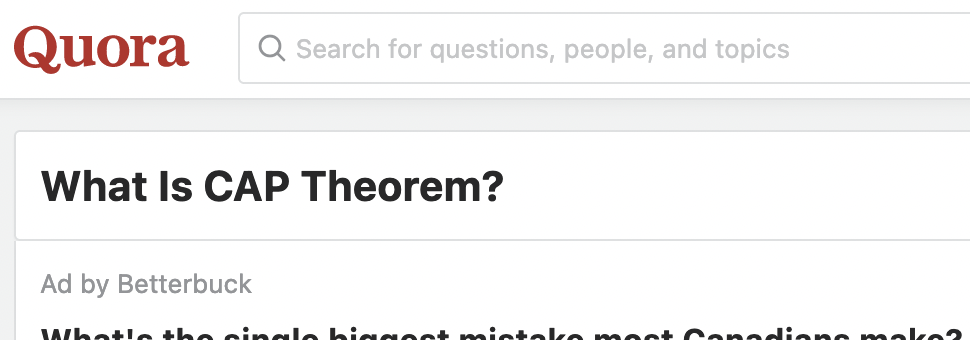 Quora
Search for questions, people, and topics
What Is CAP Theorem?
Ad by Betterbuck
What's the single biggest mistake most Canadians make?